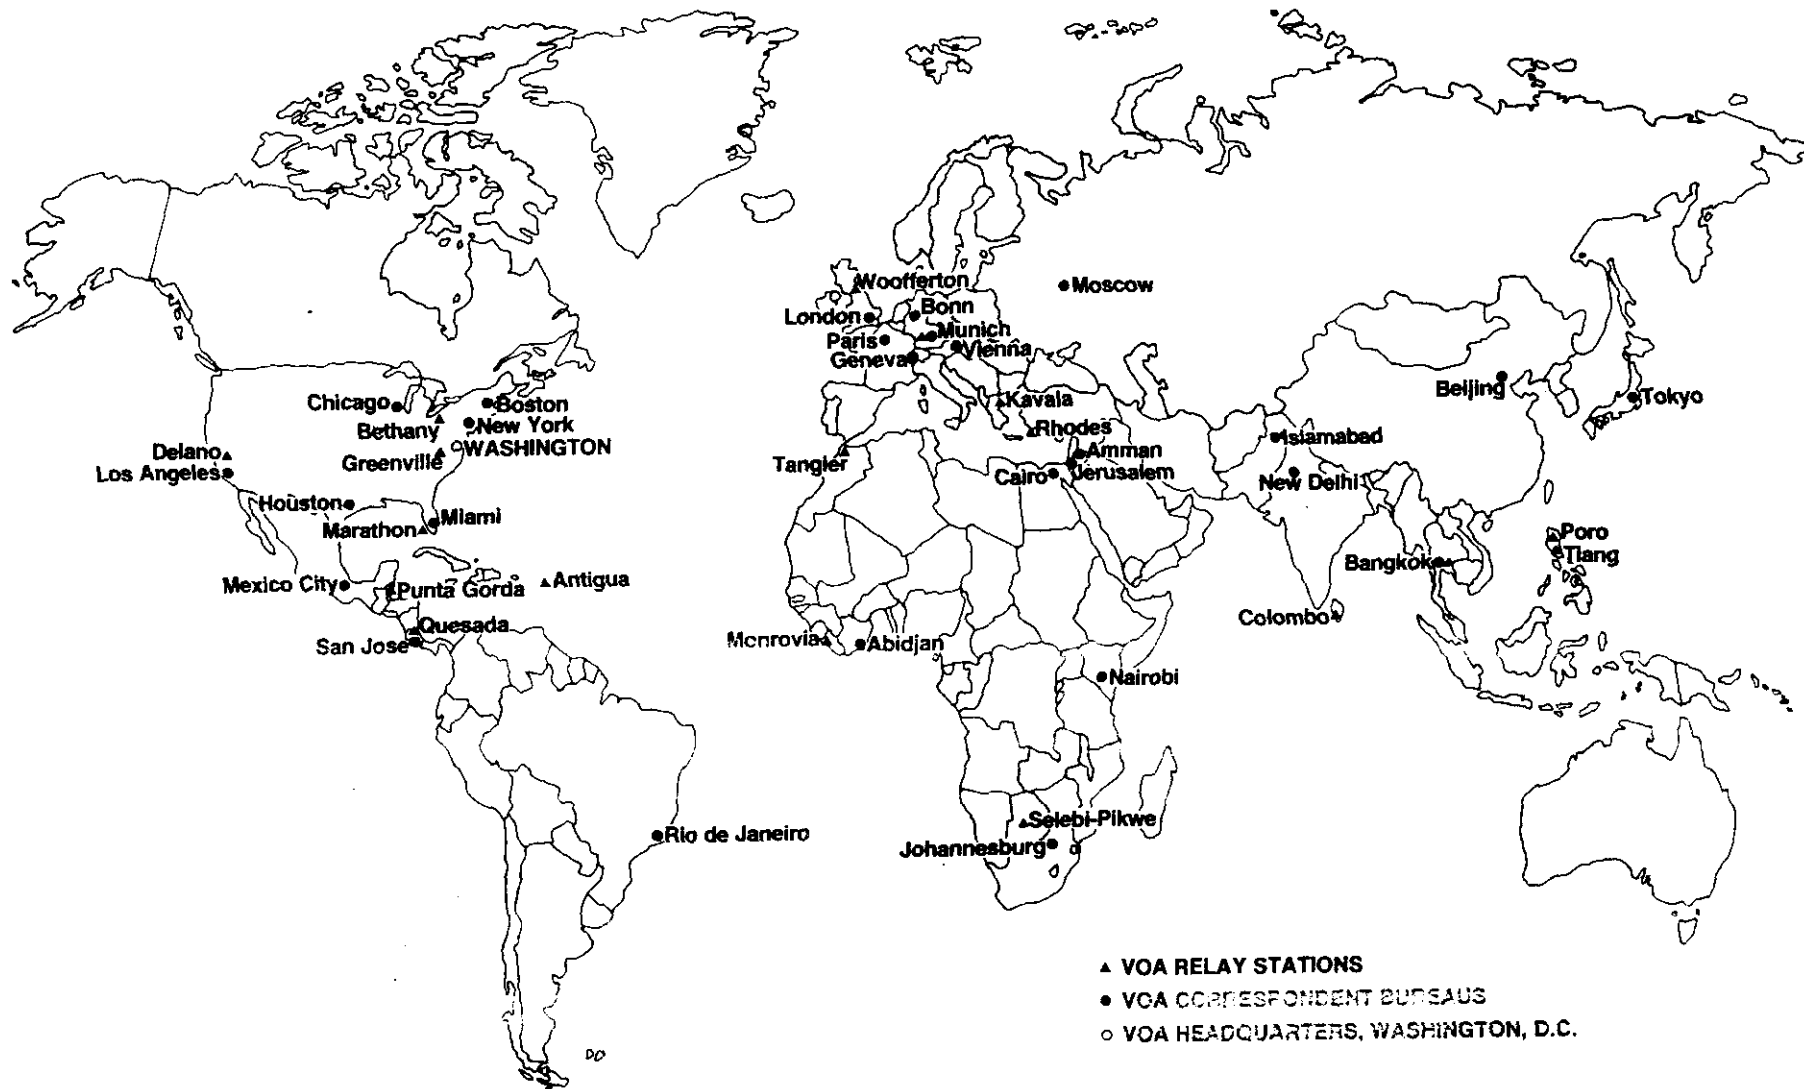 Woofferton
Moscow
London
Bonn
Munich
Paris
Vienna
Geneva
Beijing
Tokyo
Chicago
Boston
Kavala
Bethany
New York
Rhodes
Islamabad
WASHINGTON
Delano
Greenville
Tangier
Amman
Los Angeles
Cairo
Jerusalem
New Delhi
Houston
Miami
Marathon
Poro
Tiang
Bangkok
Mexico City
Punta Gorda
Antigua
Colombo
Quesada
San Jose
Monrovia
Abidjan
Nairobi
Rio de Janeiro
Selebi-Pikwe
Johannesburg
VOA RELAY STATIONS
VOA CORRESPONDENT BUREAUS
VOA HEADQUARTERS, WASHINGTON, D.C.